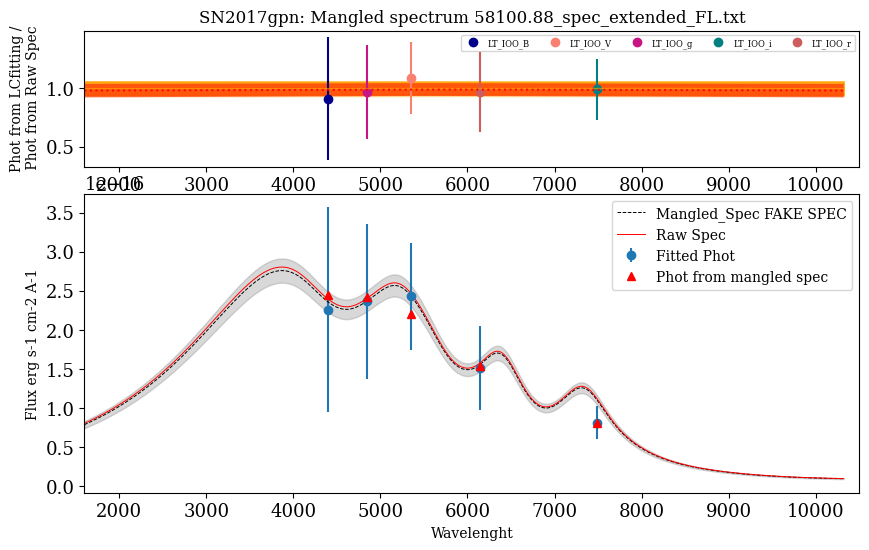 SN2017gpn: Mangled spectrum 58100.88_spec_extended_FL.txt
Phot from LCfitting /
Phot from Raw Spec
LT_IOO_B LT_IOO_V LT_IOO_g LT_IOO_i LT_IOO_r
1.0
0.5
2000 3000 4000 5000 6000 7000 8000 9000 10000
1e−16
Flux erg s-1 cm-2 A-1
Mangled_Spec FAKE SPEC
Raw Spec
Fitted Phot
Phot from mangled spec
3.5
3.0
2.5
2.0
1.5
1.0
0.5
0.0
2000 3000 4000 5000 6000 7000 8000 9000 10000
Wavelenght